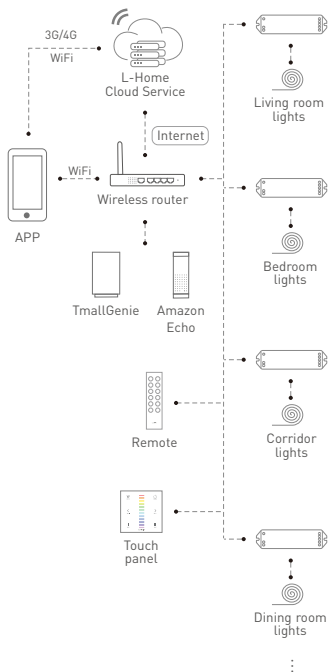 3G/4G
WiFi
L-Home
Cloud Service
Living room
lights
Internet
WiFi
Wireless router
APP
Bedroom
lights
TmallGenie
Amazon
Echo
Remote
Corridor
lights
Touch
panel
Dining room
lights